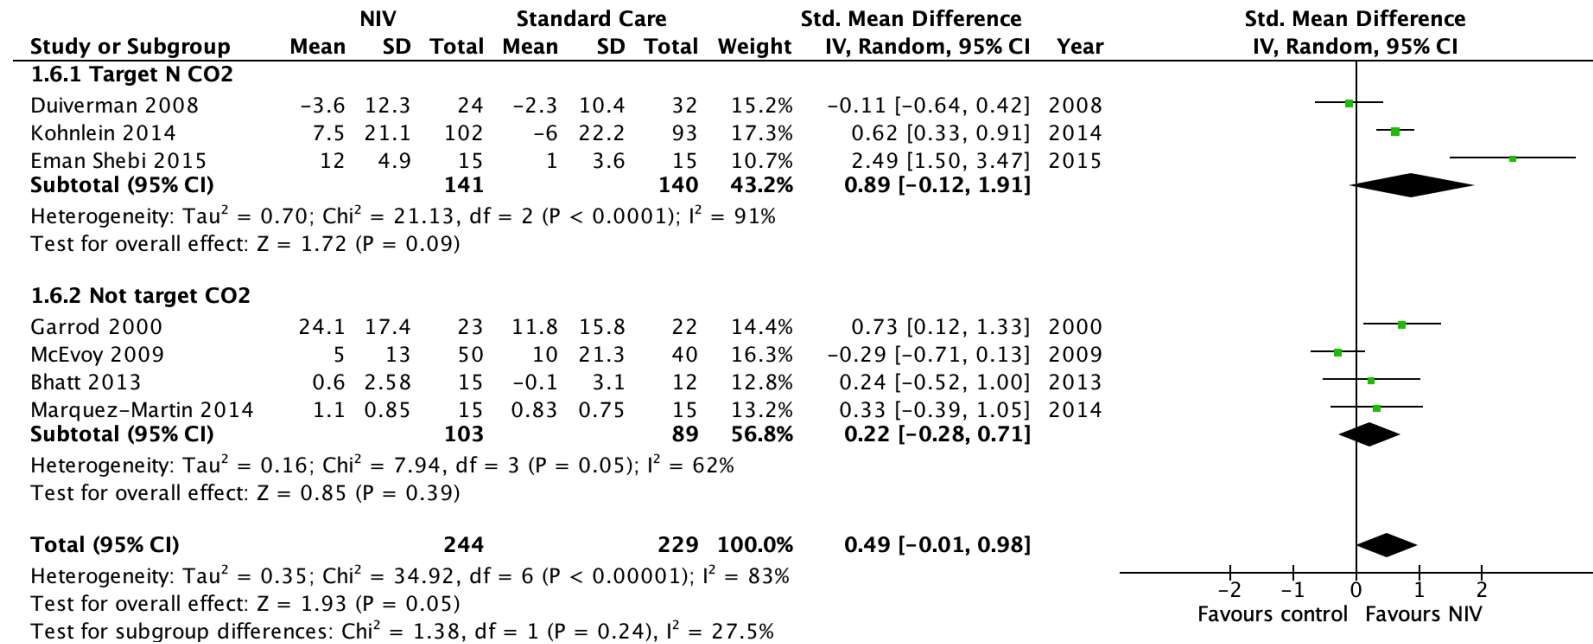 NIV Standard Care Std. Mean Difference Std. Mean Difference
Study or Subgroup Mean SD Total Mean SD Total Weight IV, Random, 95% CI Year IV, Random, 95% CI
1.6.1 Target N CO2
Duiverman 2008 −3.6 12.3 24 −2.3 10.4 32 15.2% −0.11 [−0.64, 0.42] 2008
Kohnlein 2014 7.5 21.1 102 −6 22.2 93 17.3% 0.62 [0.33, 0.91] 2014
Eman Shebi 2015 12 4.9 15 1 3.6 15 10.7% 2.49 [1.50, 3.47] 2015
Subtotal (95% CI) 141 140 43.2% 0.89 [−0.12, 1.91]
Heterogeneity: Tau² = 0.70; Chi² = 21.13, df = 2 (P < 0.0001); I² = 91%
Test for overall effect: Z = 1.72 (P = 0.09)
1.6.2 Not target CO2
Garrod 2000 24.1 17.4 23 11.8 15.8 22 14.4% 0.73 [0.12, 1.33] 2000
McEvoy 2009 5 13 50 10 21.3 40 16.3% −0.29 [−0.71, 0.13] 2009
Bhatt 2013 0.6 2.58 15 −0.1 3.1 12 12.8% 0.24 [−0.52, 1.00] 2013
Marquez−Martin 2014 1.1 0.85 15 0.83 0.75 15 13.2% 0.33 [−0.39, 1.05] 2014
Subtotal (95% CI) 103 89 56.8% 0.22 [−0.28, 0.71]
Heterogeneity: Tau² = 0.16; Chi² = 7.94, df = 3 (P = 0.05); I² = 62%
Test for overall effect: Z = 0.85 (P = 0.39)
Total (95% CI) 244 229 100.0% 0.49 [−0.01, 0.98]
Heterogeneity: Tau² = 0.35; Chi² = 34.92, df = 6 (P < 0.00001); I² = 83%
Test for overall effect: Z = 1.93 (P = 0.05)
Test for subgroup differences: Chi² = 1.38, df = 1 (P = 0.24), I² = 27.5%
−2 −1 0 1 2
Favours control Favours NIV